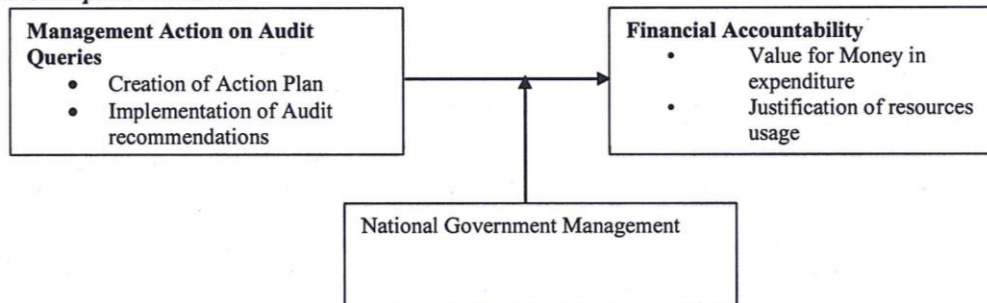 Management Action on Audit
Queries
• Creation of Action Plan
• Implementation of Audit
recommendations
Financial Accountability
• Value for Money in
expenditure
• Justification of resources
usage
National Government Management